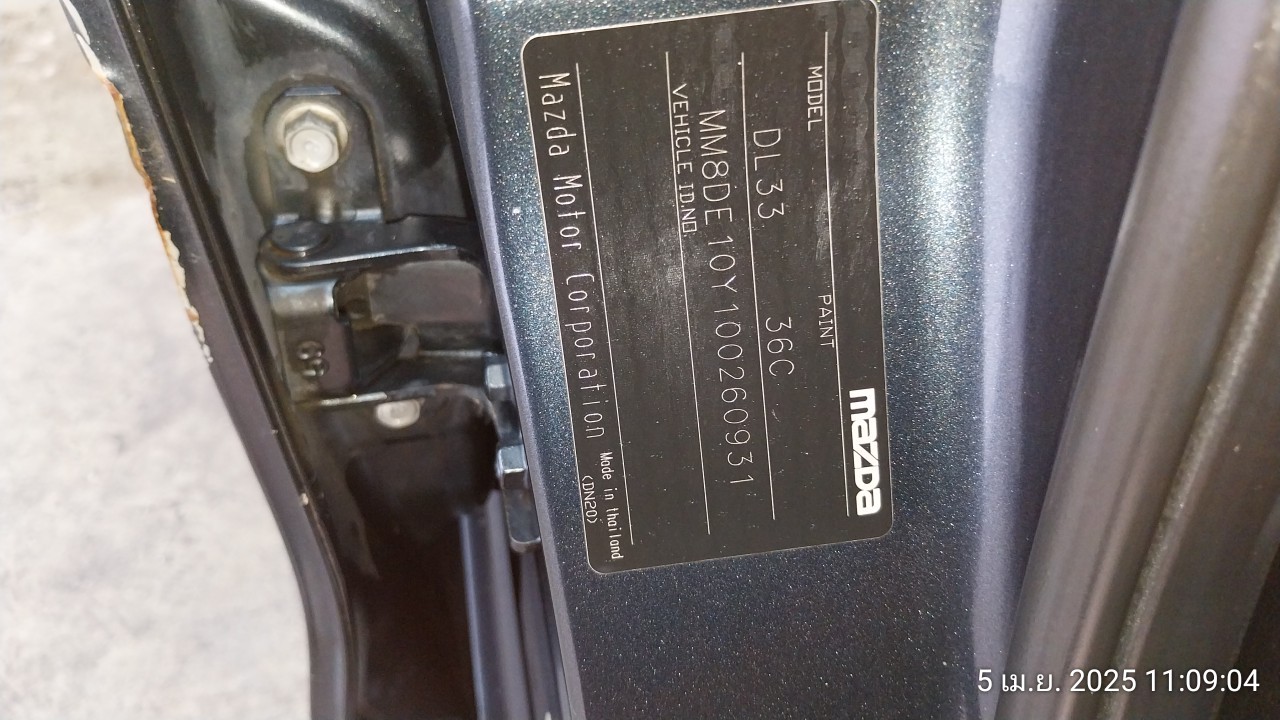 mazDa
MODEL PAINT
DL33 36C
MM8DE10Y100260931
VEHICLE ID.NO.
Mazda Motor Corporation Made in thailand
(DN20)
5 เม.ย. 2025 11:09:04